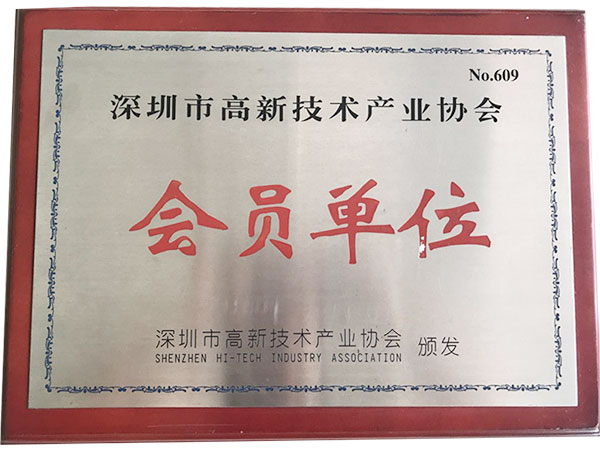 No.609
深圳市高新技术产业协会
会员单位
深圳市高新技术产业协会 颁发
SHENZHEN HI-TECH INDUSTRY ASSOCIATION